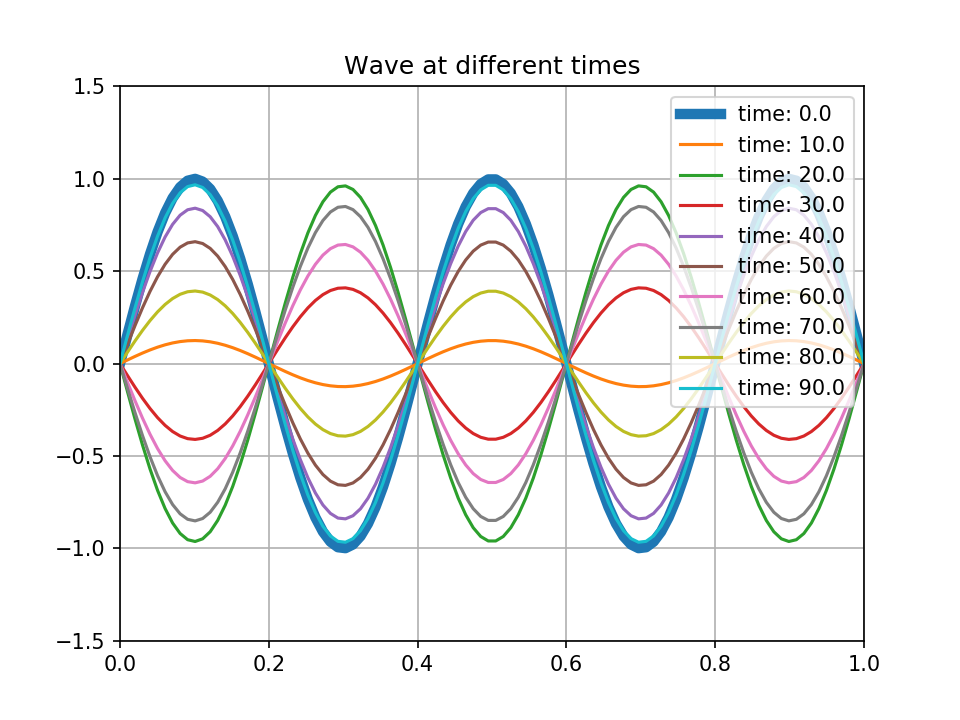 Wave at different times
1.5
1.0
0.5
0.0
−0.5
−1.0
−1.5
0.0 0.2 0.4 0.6 0.8 1.0
time: 0.0
time: 10.0
time: 20.0
time: 30.0
time: 40.0
time: 50.0
time: 60.0
time: 70.0
time: 80.0
time: 90.0